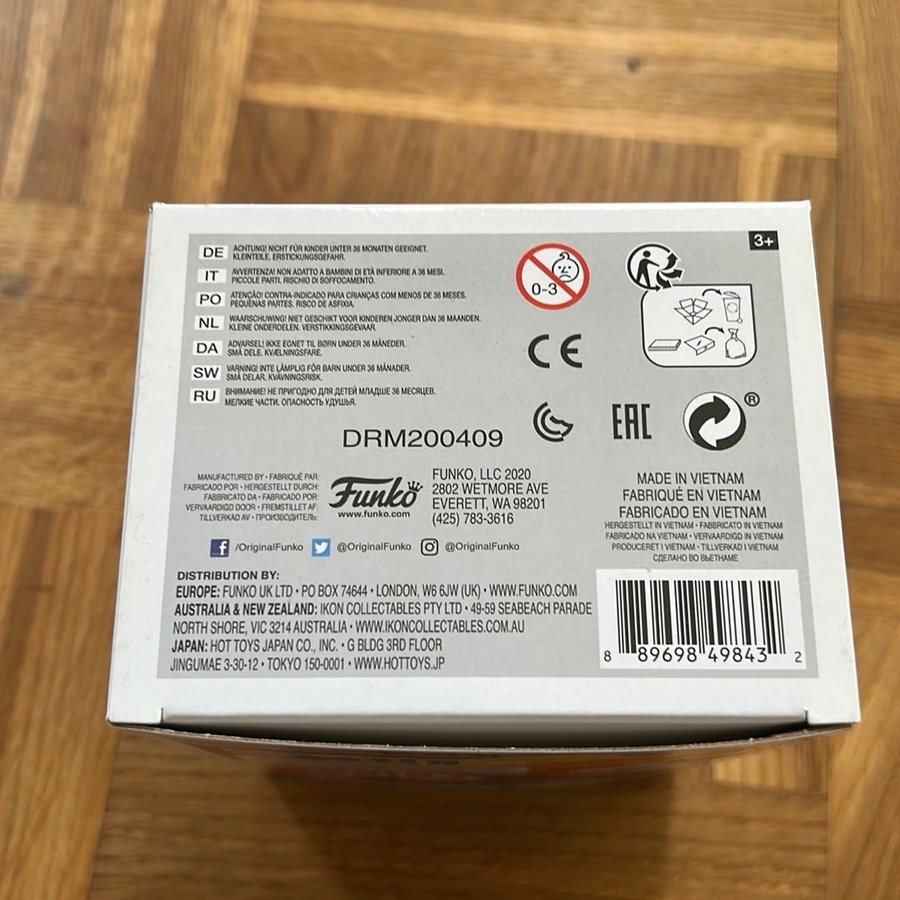 3+
DE ACHTUNG! NICHT FÜR KINDER UNTER 36 MONATEN GEEIGNET.
KLEINTEILE. ERSTICKUNGSGEFAHR.
IT AVVERTENZA! NON ADATTO A BAMBINI DI ETÀ INFERIORE A 36 MESI.
PICCOLE PARTI. RISCHIO DI SOFFOCAMENTO.
PO ATENÇÃO! CONTRA-INDICADO PARA CRIANÇAS COM MENOS DE 36 MESES.
PEQUENAS PARTES. RISCO DE ASFIXIA.
NL WAARSCHUWING! NIET GESCHIKT VOOR KINDEREN JONGER DAN 36 MAANDEN.
KLEINE ONDERDELEN. VERSTIKKINGSGEVAAR.
DA ADVARSEL! IKKE EGNET TIL BØRN UNDER 36 MÅNEDER.
SMÅ DELE. KVÆLNINGSFARE.
SW VARNING! INTE LÄMPLIG FÖR BARN UNDER 36 MÅNADER.
SMÅ DELAR. KVÄVNINGSRISK.
RU ВНИМАНИЕ! НЕ ПРИГОДНО ДЛЯ ДЕТЕЙ МЛАДШЕ 36 МЕСЯЦЕВ.
МЕЛКИЕ ЧАСТИ. ОПАСНОСТЬ УДУШЬЯ.
0-3
CE
EAC
®
DRM200409
MANUFACTURED BY • FABRIQUÉ PAR:
FABRICADO POR • HERGESTELLT DURCH:
FABBRICATO DA • FABRICADO POR:
VERVAARDIGD DOOR • FREMSTILLET AF:
TILLVERKAD AV • ПРОИЗВОДИТЕЛЬ:
Funko
www.funko.com
FUNKO, LLC 2020
2802 WETMORE AVE
EVERETT, WA 98201
(425) 783-3616
MADE IN VIETNAM
FABRIQUÉ EN VIETNAM
FABRICADO EN VIETNAM
HERGESTELLT IN VIETNAM • FABBRICATO IN VIETNAM
FABRICADO NA VIETNAM • VERVAARDIGD IN VIETNAM
PRODUCERET I VIETNAM • TILLVERKAD I VIETNAM
СДЕЛАНО ВО ВЬЕТНАМЕ
f /OriginalFunko @OriginalFunko @OriginalFunko
DISTRIBUTION BY:
EUROPE: FUNKO UK LTD • PO BOX 74644 • LONDON, W6 6JW (UK) • WWW.FUNKO.COM
AUSTRALIA & NEW ZEALAND: IKON COLLECTABLES PTY LTD • 49-59 SEABEACH PARADE
NORTH SHORE, VIC 3214 AUSTRALIA • WWW.IKONCOLLECTABLES.COM.AU
JAPAN: HOT TOYS JAPAN CO., INC. • G BLDG 3RD FLOOR
JINGUMAE 3-30-12 • TOKYO 150-0001 • WWW.HOTTOYS.JP
8 89698 49843 2